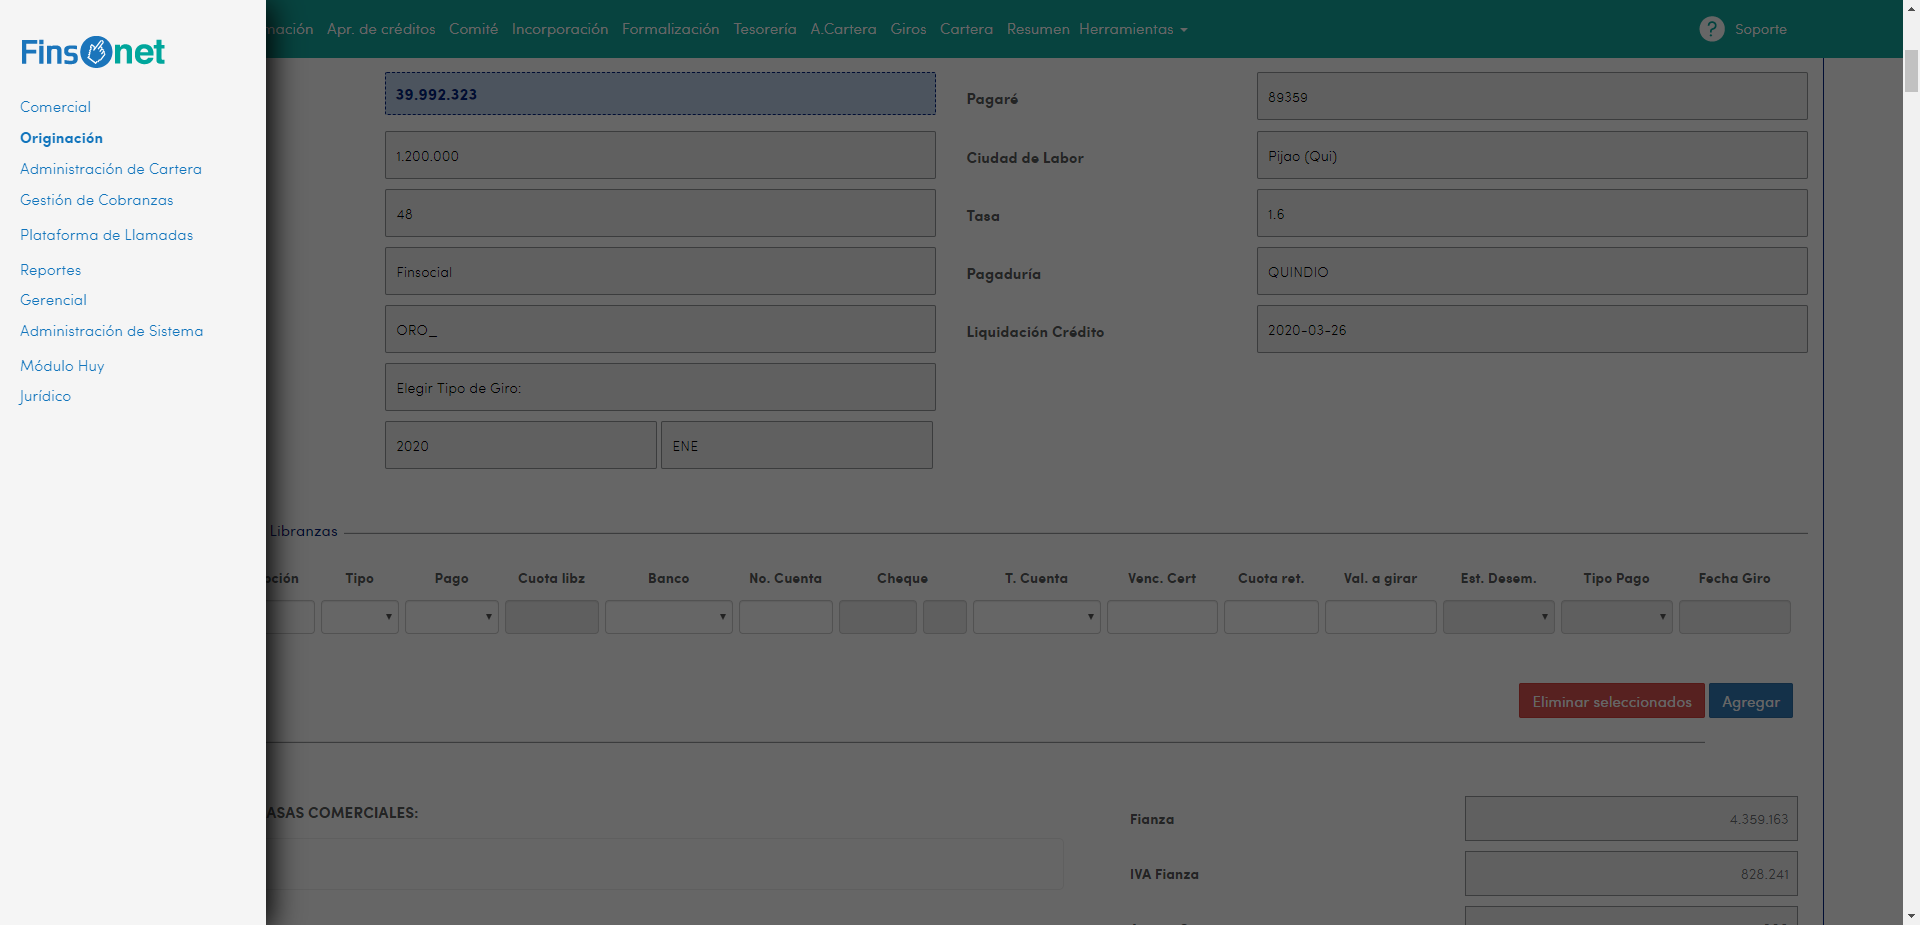 Finsonet
Comercial
Originación
Administración de Cartera
Gestión de Cobranzas
Plataforma de Llamadas
Reportes
Gerencial
Administración de Sistema
Módulo Huy
Jurídico
mación Apr. de créditos Comité Incorporación Formalización Tesorería A.Cartera Giros Cartera Resumen Herramientas ? Soporte
39.992.323 Pagaré 89359
1.200.000 Ciudad de Labor Pijao (Qui)
48 Tasa 1.6
Finsocial Pagaduría QUINDIO
ORO_ Liquidación Crédito 2020-03-26
Elegir Tipo de Giro:
2020 ENE
Libranzas
pción Tipo Pago Cuota libz Banco No. Cuenta Cheque T. Cuenta Venc. Cert Cuota ret. Val. a girar Est. Desem. Tipo Pago Fecha Giro
Eliminar seleccionados Agregar
ASAS COMERCIALES:
Fianza 4.359.163
IVA Fianza 828.241